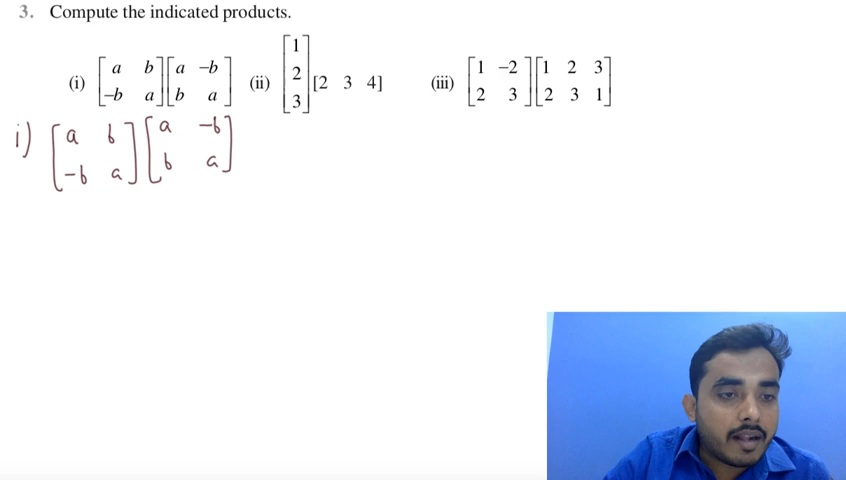 3. Compute the indicated products.
(i) [a b
-b a] [a -b
b a] (ii) [1
2
3] [2 3 4] (iii) [1 -2
2 3] [1 2 3
2 3 1]
i) [a b
-b a] [a -b
b a]